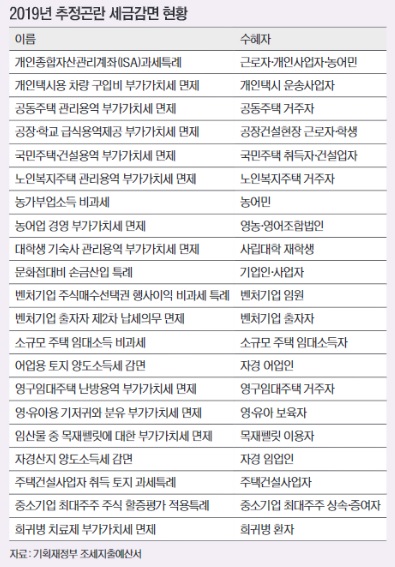 2019년 추정곤란 세금감면 현황
이름 수혜자
개인종합자산관리계좌(ISA)과세특례 근로자·개인사업자·농어민
개인택시용 차량 구입비 부가가치세 면제 개인택시 운송사업자
공동주택 관리용역 부가가치세 면제 공동주택 거주자
공장·학교 급식용역제공 부가가치세 면제 공장건설현장 근로자·학생
국민주택·건설용역 부가가치세 면제 국민주택 취득자·건설업자
노인복지주택 관리용역 부가가치세 면제 노인복지주택 거주자
농가부업소득 비과세 농어민
농어업 경영 부가가치세 면제 영농·영어조합법인
대학생 기숙사 관리용역 부가가치세 면제 사립대학 재학생
문화접대비 손금산입 특례 기업인·사업자
벤처기업 주식매수선택권 행사이익 비과세 특례 벤처기업 임원
벤처기업 출자자 제2차 납세의무 면제 벤처기업 출자자
소규모 주택 임대소득 비과세 소규모 주택 임대소득자
어업용 토지 양도소득세 감면 자경 어업인
영구임대주택 난방용역 부가가치세 면제 영구임대주택 거주자
영·유아용 기저귀와 분유 부가가치세 면제 영·유아 보육자
임산물 중 목재펠릿에 대한 부가가치세 면제 목재펠릿 이용자
자경산지 양도소득세 감면 자경 임업인
주택건설사업자 취득 토지 과세특례 주택건설사업자
중소기업 최대주주 주식 할증평가 적용특례 중소기업 최대주주 상속·증여자
희귀병 치료제 부가가치세 면제 희귀병 환자
자료 : 기획재정부 조세지출예산서